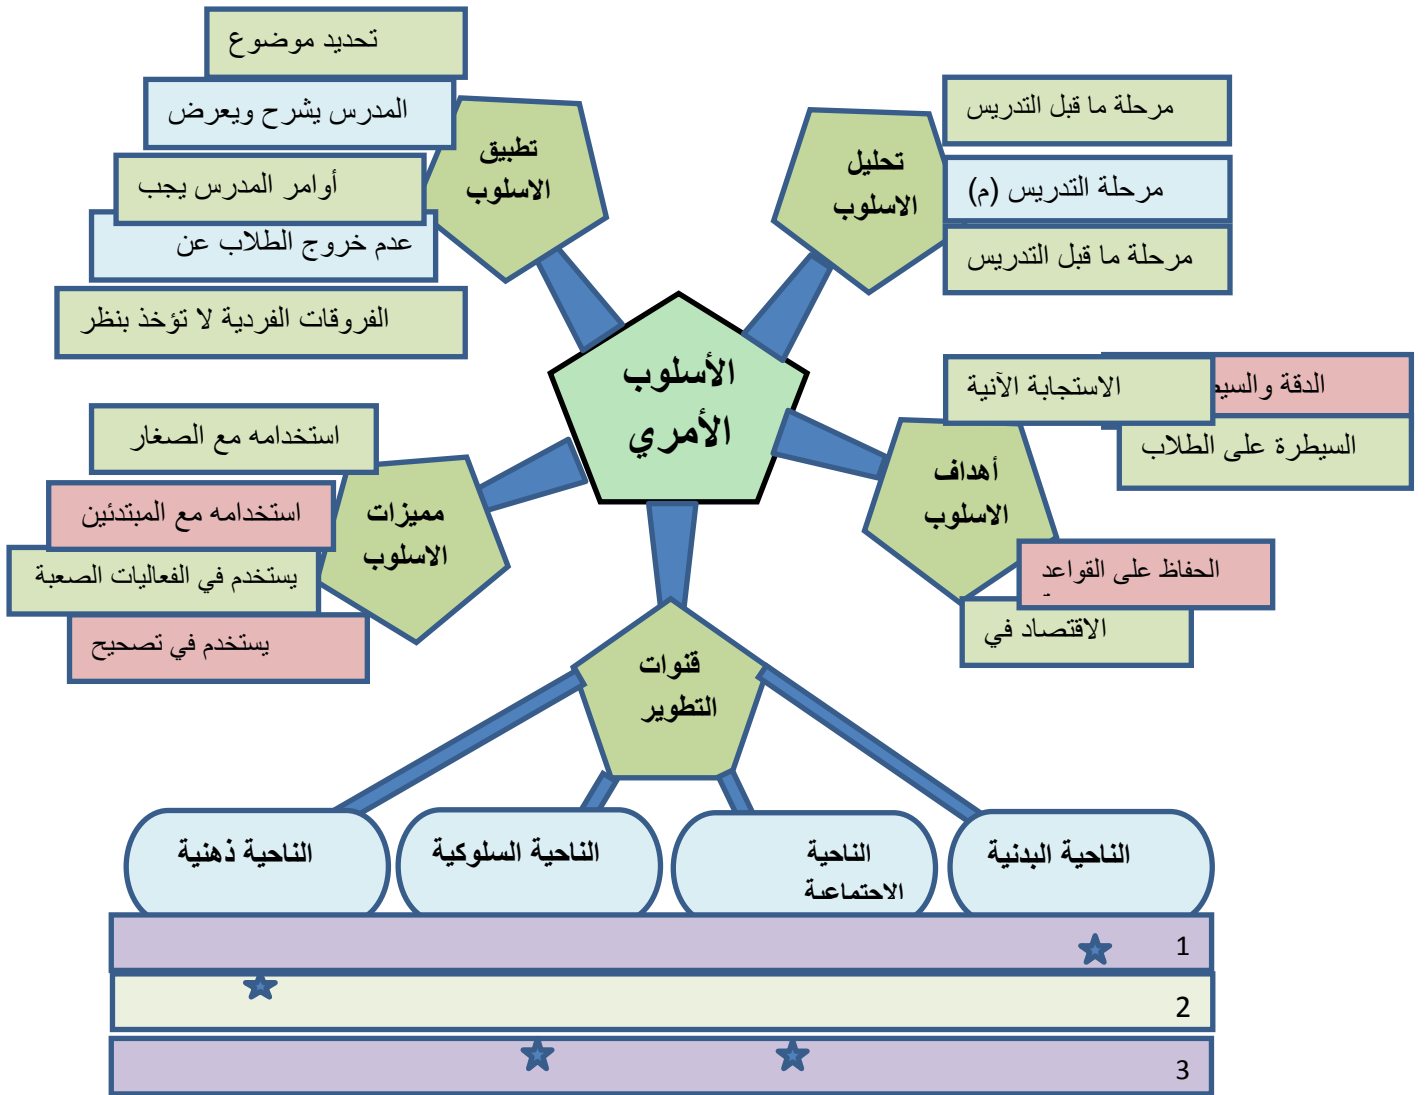 الأسلوب
الأمري
تحليل
الاسلوب
مرحلة ما قبل التدريس
مرحلة التدريس (م)
مرحلة ما قبل التدريس
تطبيق
الاسلوب
تحديد موضوع
المدرس يشرح ويعرض
أوامر المدرس يجب
عدم خروج الطلاب عن
الفروقات الفردية لا تؤخذ بنظر
أهداف
الاسلوب
الاستجابة الآنية
الدقة
السيطرة على الطلاب
الحفاظ على القواعد
الاقتصاد في
مميزات
الاسلوب
استخدامه مع الصغار
استخدامه مع المبتدئين
يستخدم في الفعاليات الصعبة
يستخدم في تصحيح
قنوات
التطوير
الناحية البدنية
الناحية
الاجتماعية
الناحية السلوكية
الناحية ذهنية
1
2
3